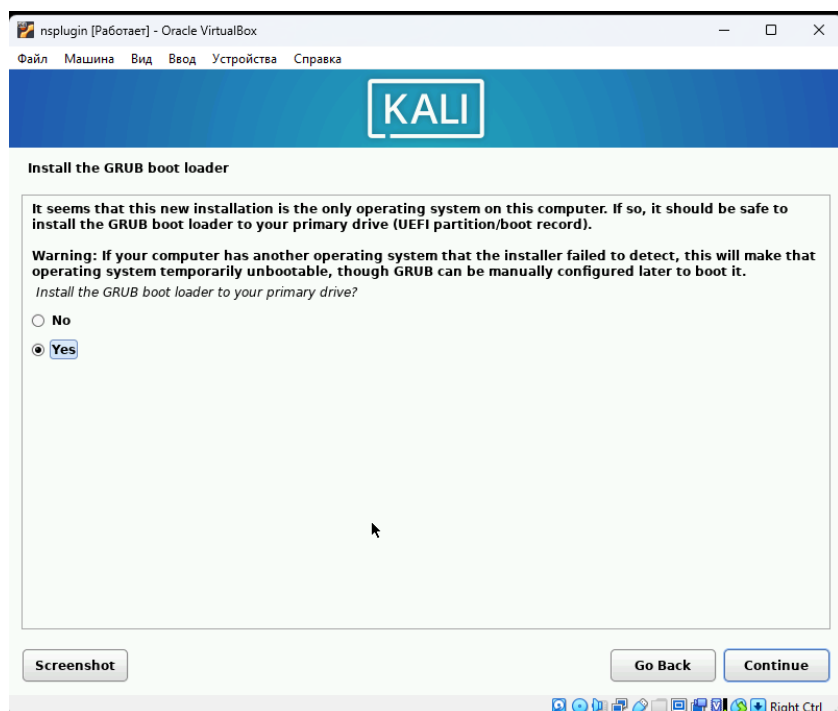 nsplugin [Работает] - Oracle VirtualBox
Файл Машина Вид Ввод Устройства Справка
KALI
Install the GRUB boot loader
It seems that this new installation is the only operating system on this computer. If so, it should be safe to
install the GRUB boot loader to your primary drive (UEFI partition/boot record).
Warning: If your computer has another operating system that the installer failed to detect, this will make that
operating system temporarily unbootable, though GRUB can be manually configured later to boot it.
Install the GRUB boot loader to your primary drive?
No
Yes
Screenshot Go Back Continue
Right Ctrl